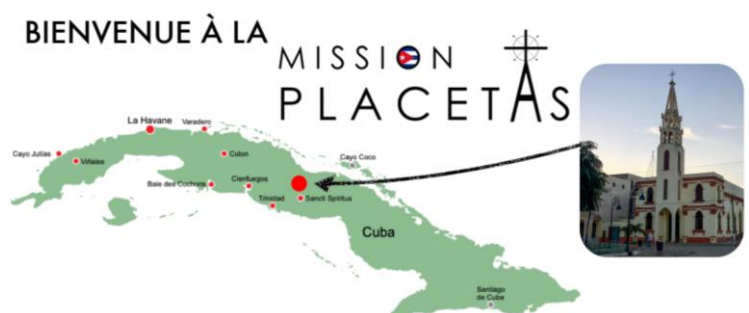 BIENVENUE À LA
MISSION
PLACETAS
La Havane
Varadero
Cayo Jutías
Viñales
Colon
Cayo Coco
Baie des Cochons
Cienfuegos
Trinidad
Sancti Spiritus
Cuba
Santiago
de Cuba